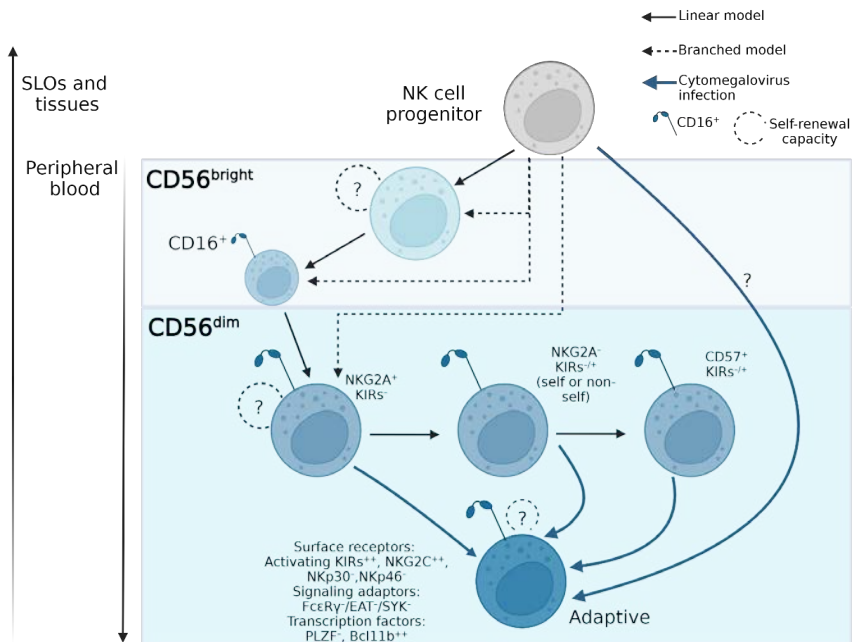 Linear model
Branched model
Cytomegalovirus
infection
CD16⁺
Self-renewal
capacity
SLOs and
tissues
NK cell
progenitor
Peripheral
blood
CD56ᵇʳⁱᵍʰᵗ
?
CD16⁺
?
CD56ᵈⁱᵐ
NKG2A⁺
KIRs⁻
?
NKG2A⁻
KIRs⁻/⁺
(self or non-
self)
CD57⁺
KIRs⁻/⁺
?
Surface receptors:
Activating KIRs⁺⁺, NKG2C⁺⁺,
NKp30⁻,NKp46⁻
Signaling adaptors:
FcεRγ⁻/EAT⁻/SYK⁻
Transcription factors:
PLZF⁻, Bcl11b⁺⁺
Adaptive